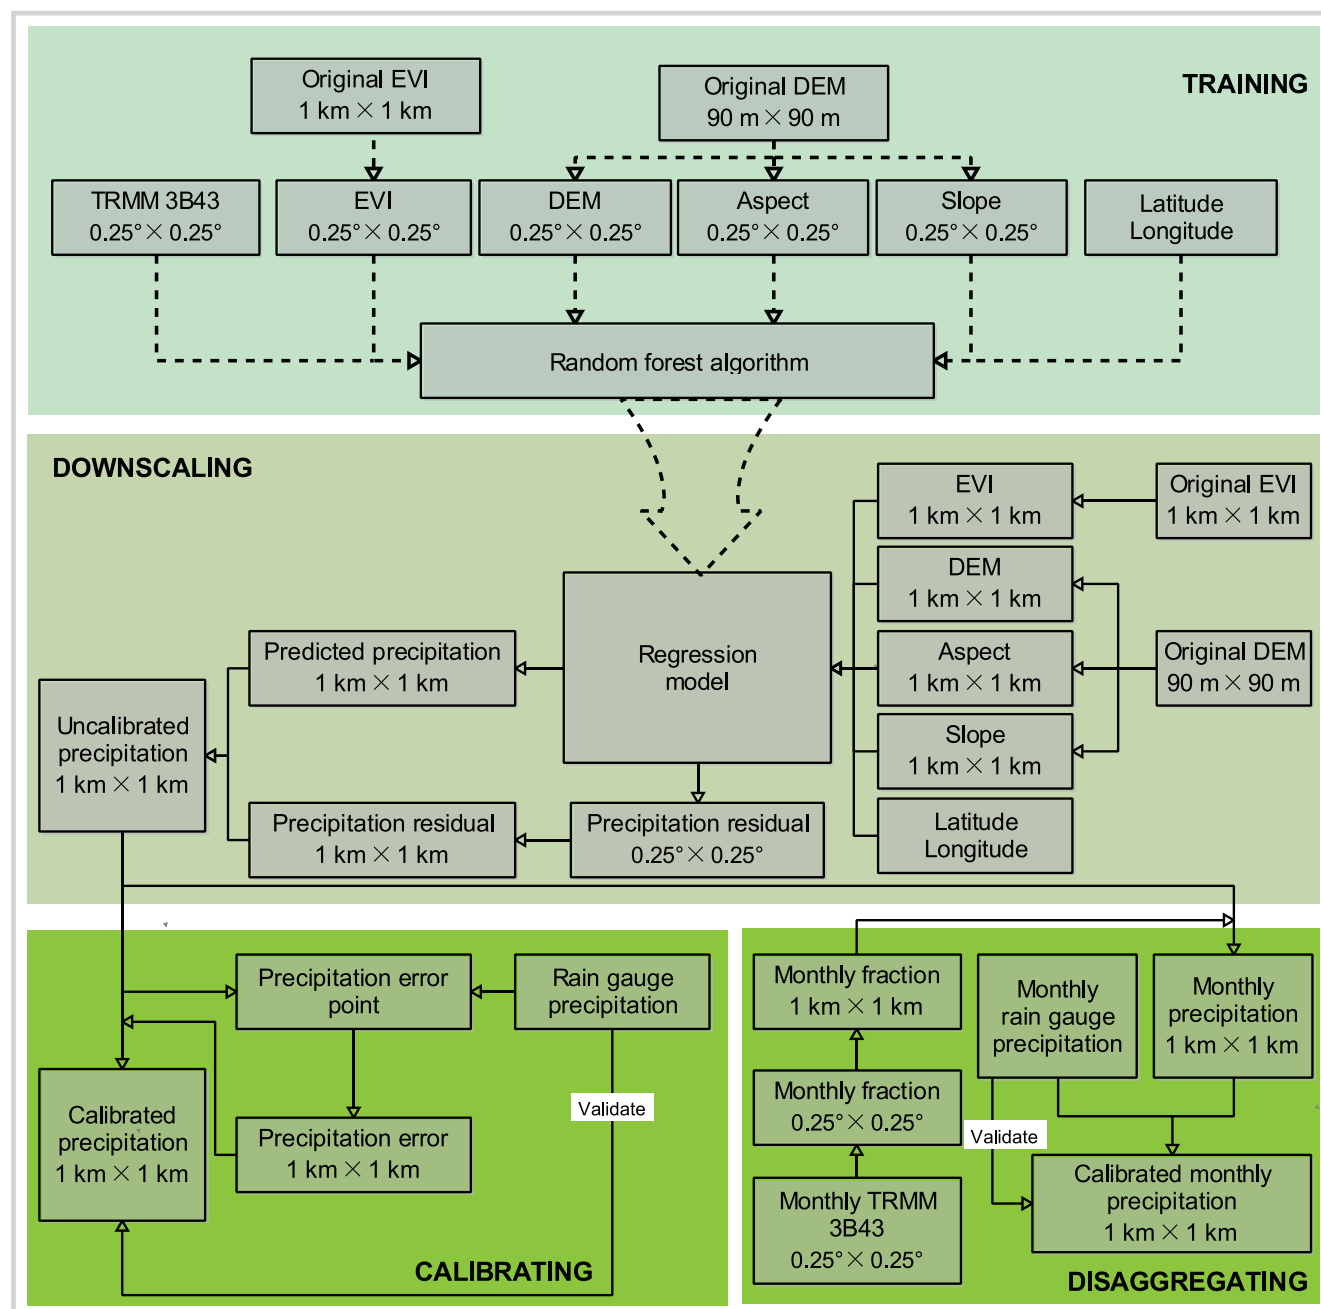 TRAINING
Original EVI
1 km × 1 km
Original DEM
90 m × 90 m
TRMM 3B43
0.25° × 0.25°
EVI
0.25° × 0.25°
DEM
0.25° × 0.25°
Aspect
0.25° × 0.25°
Slope
0.25° × 0.25°
Latitude
Longitude
Random forest algorithm
DOWNSCALING
EVI
1 km × 1 km
Original EVI
1 km × 1 km
DEM
1 km × 1 km
Aspect
1 km × 1 km
Original DEM
90 m × 90 m
Slope
1 km × 1 km
Latitude
Longitude
Regression
model
Predicted precipitation
1 km × 1 km
Uncalibrated
precipitation
1 km × 1 km
Precipitation residual
1 km × 1 km
Precipitation residual
0.25° × 0.25°
Precipitation error
point
Rain gauge
precipitation
Calibrated
precipitation
1 km × 1 km
Precipitation error
1 km × 1 km
Validate
CALIBRATING
Monthly fraction
1 km × 1 km
Monthly
rain gauge
precipitation
Monthly
precipitation
1 km × 1 km
Monthly fraction
0.25° × 0.25°
Validate
Monthly TRMM
3B43
0.25° × 0.25°
Calibrated monthly
precipitation
1 km × 1 km
DISAGGREGATING